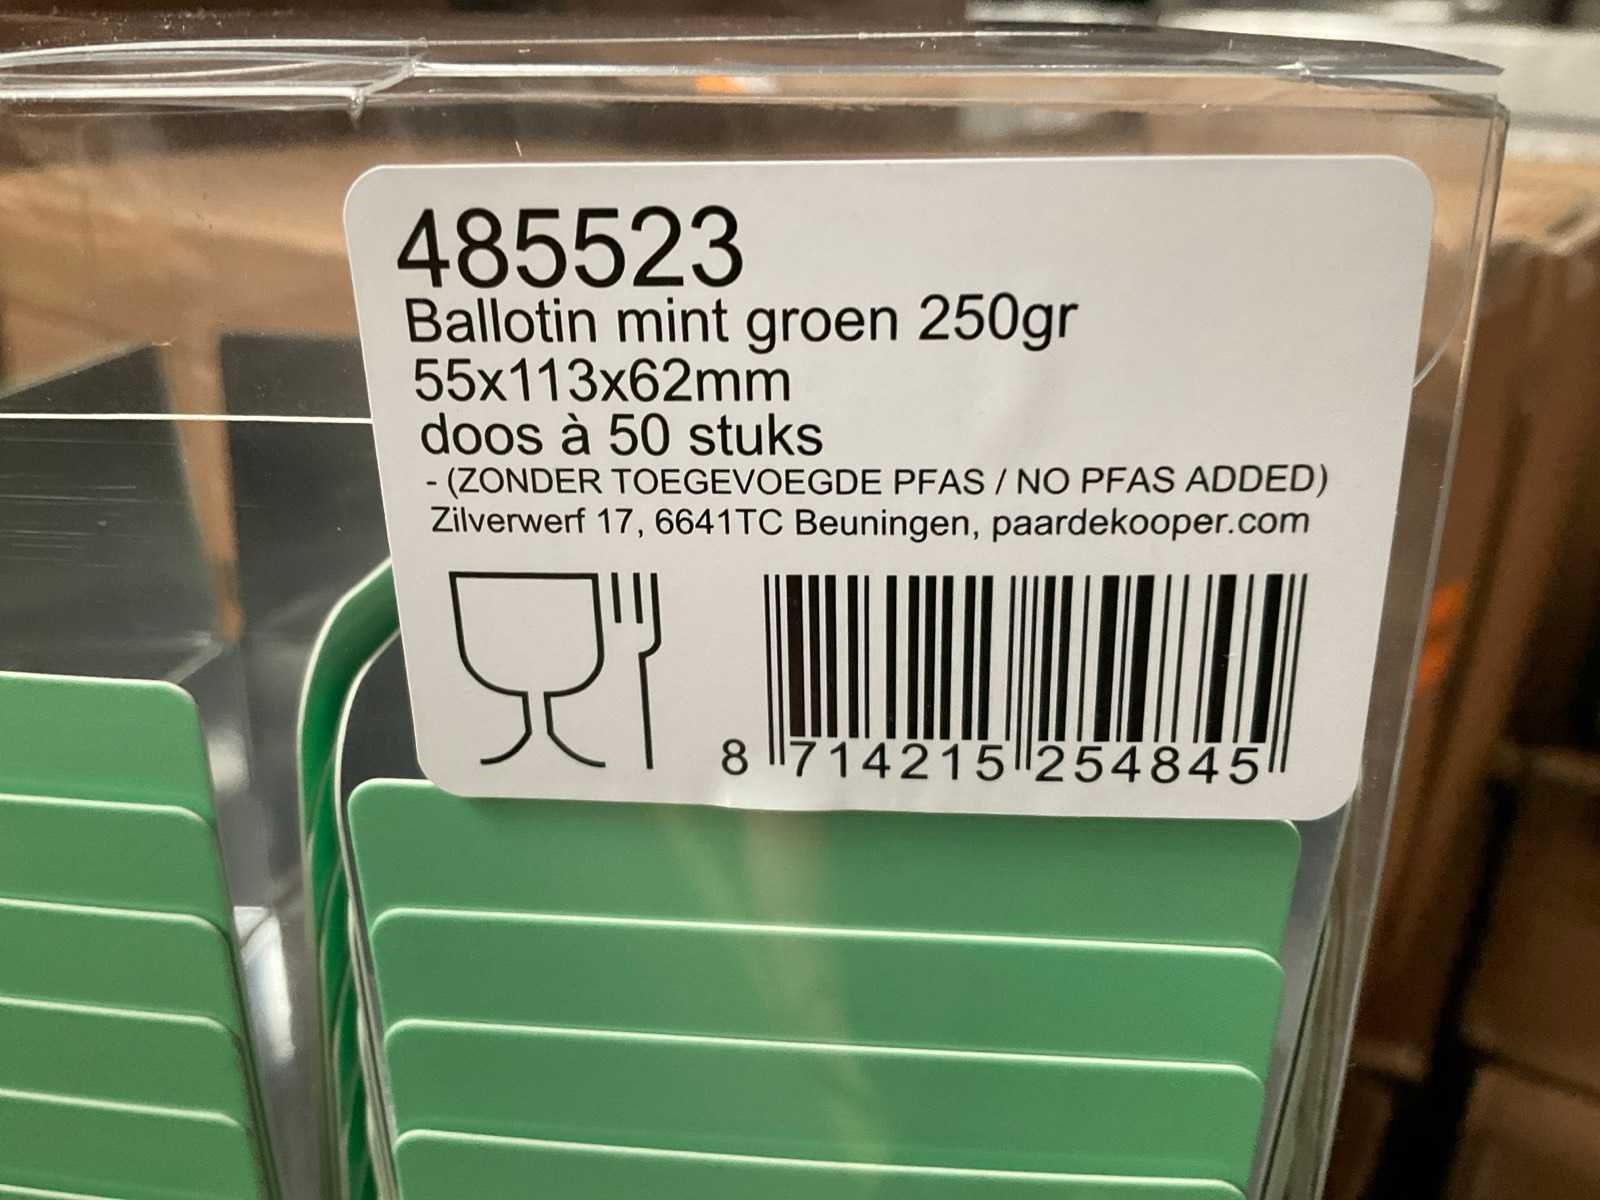 485523
Ballotin mint groen 250gr
55x113x62mm
doos à 50 stuks
- (ZONDER TOEGEVOEGDE PFAS / NO PFAS ADDED)
Zilverwerf 17, 6641TC Beuningen, paardekooper.com
8 714215 254845